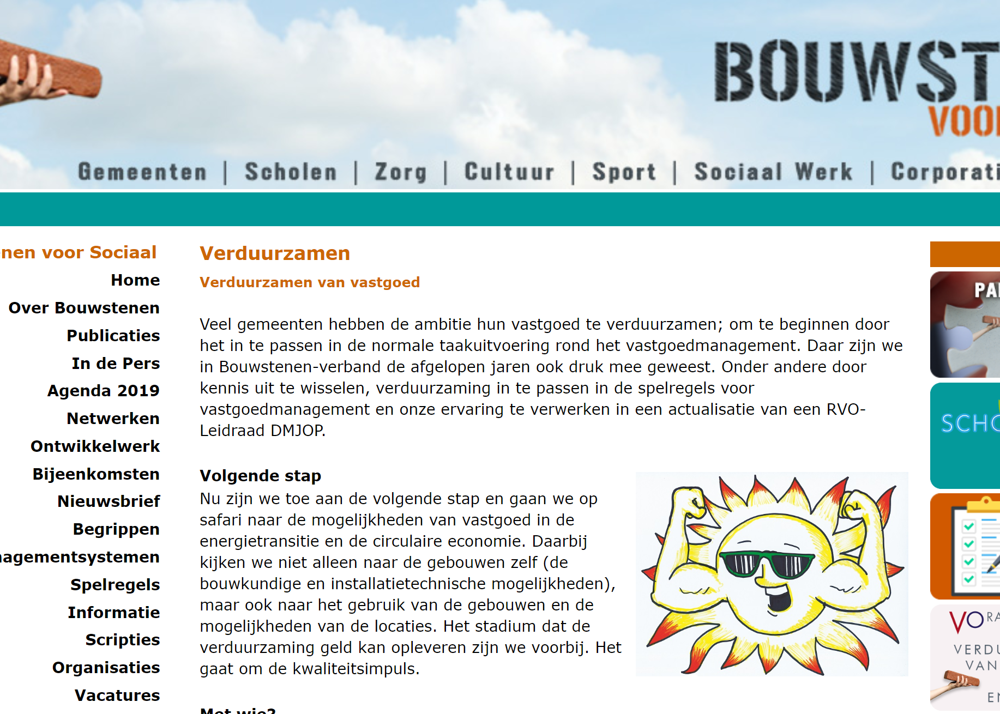 BOUWST
VOOR
Gemeenten | Scholen | Zorg | Cultuur | Sport | Sociaal Werk | Corporati
nen voor Sociaal
Home
Over Bouwstenen
Publicaties
In de Pers
Agenda 2019
Netwerken
Ontwikkelwerk
Bijeenkomsten
Nieuwsbrief
Begrippen
nagementsystemen
Spelregels
Informatie
Scripties
Organisaties
Vacatures
Verduurzamen
Verduurzamen van vastgoed
Veel gemeenten hebben de ambitie hun vastgoed te verduurzamen; om te beginnen door
het in te passen in de normale taakuitvoering rond het vastgoedmanagement. Daar zijn we
in Bouwstenen-verband de afgelopen jaren ook druk mee geweest. Onder andere door
kennis uit te wisselen, verduurzaming in te passen in de spelregels voor
vastgoedmanagement en onze ervaring te verwerken in een actualisatie van een RVO-
Leidraad DMJOP.
Volgende stap
Nu zijn we toe aan de volgende stap en gaan we op
safari naar de mogelijkheden van vastgoed in de
energietransitie en de circulaire economie. Daarbij
kijken we niet alleen naar de gebouwen zelf (de
bouwkundige en installatietechnische mogelijkheden),
maar ook naar het gebruik van de gebouwen en de
mogelijkheden van de locaties. Het stadium dat de
verduurzaming geld kan opleveren zijn we voorbij. Het
gaat om de kwaliteitsimpuls.
Met wie?
PA
SCHO
VORA
VERDU
VAN
EN